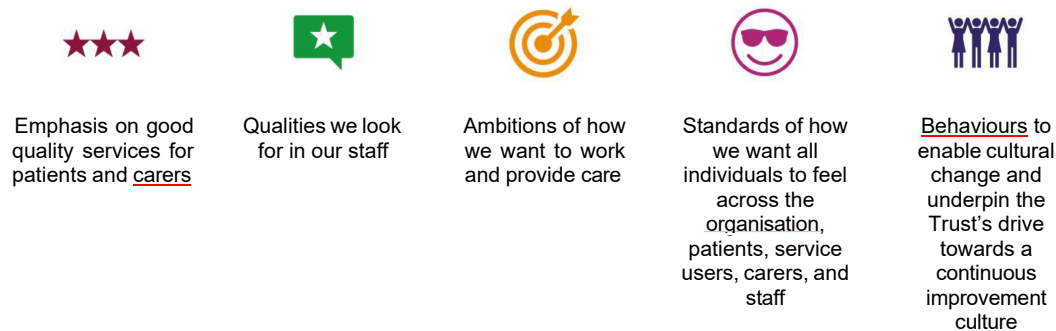 Emphasis on good
quality services for
patients and carers
Qualities we look
for in our staff
Ambitions of how
we want to work
and provide care
Standards of how
we want all
individuals to feel
across the
organisation,
patients, service
users, carers, and
staff
Behaviours to
enable cultural
change and
underpin the
Trust's drive
towards a
continuous
improvement
culture